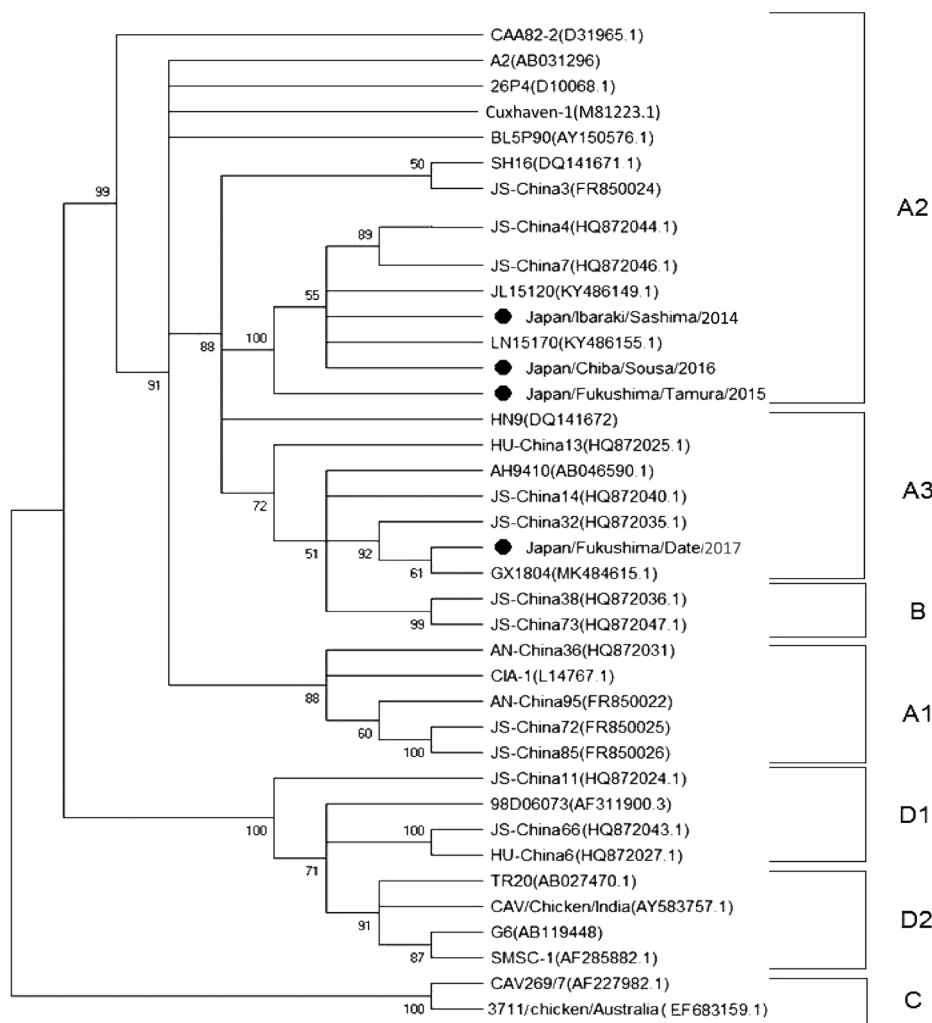 CAA82-2(D31965.1)
A2(AB031296)
26P4(D10068.1)
Cuxhaven-1(M81223.1)
BL5P90(AY150576.1)
50
SH16(DQ141671.1)
JS-China3(FR850024)
99
A2
JS-China4(HQ872044.1)
89
JS-China7(HQ872046.1)
JL15120(KY486149.1)
55
Japan/Ibaraki/Sashima/2014
100
LN15170(KY486155.1)
88
Japan/Chiba/Sousa/2016
91
Japan/Fukushima/Tamura/2015
HN9(DQ141672)
HU-China13(HQ872025.1)
AH9410(AB046590.1)
A3
JS-China14(HQ872040.1)
72
JS-China32(HQ872035.1)
51
92
Japan/Fukushima/Date/2017
61
GX1804(MK484615.1)
JS-China38(HQ872036.1)
B
99
JS-China73(HQ872047.1)
AN-China36(HQ872031)
CIA-1(L14767.1)
88
AN-China95(FR850022)
A1
60
JS-China72(FR850025)
100
JS-China85(FR850026)
JS-China11(HQ872024.1)
98D06073(AF311900.3)
D1
100
100
JS-China66(HQ872043.1)
HU-China6(HQ872027.1)
71
TR20(AB027470.1)
CAV/Chicken/India(AY583757.1)
D2
91
G6(AB119448)
87
SMSC-1(AF285882.1)
CAV269/7(AF227982.1)
C
100
3711/chicken/Australia( EF683159.1)